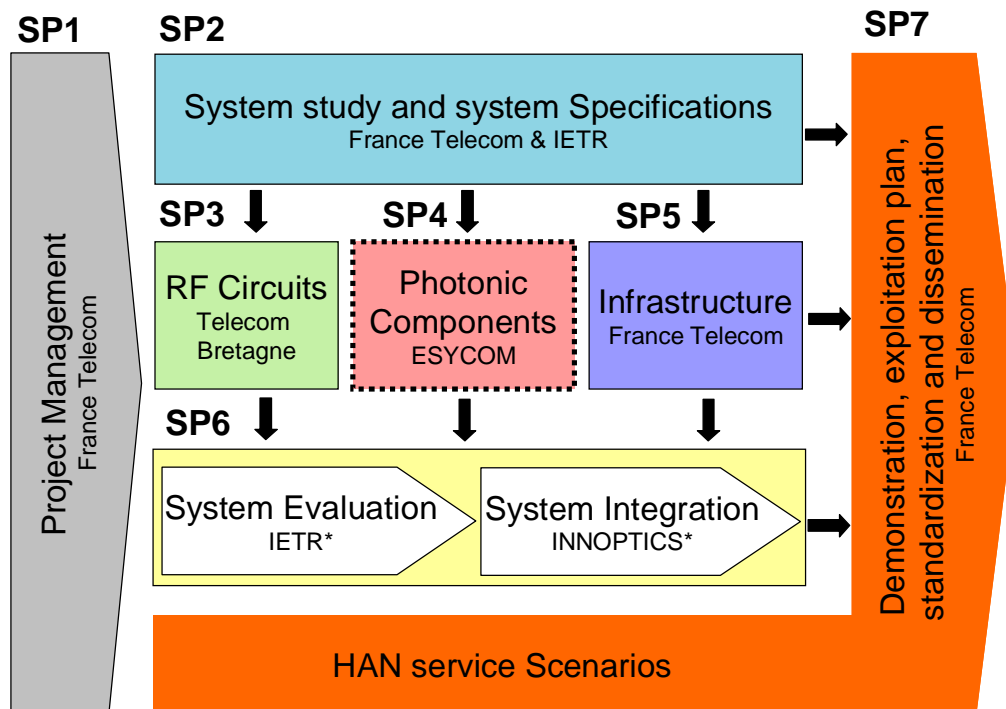 SP1
SP2
SP7
System study and system Specifications
France Telecom & IETR
SP3
SP4
SP5
RF Circuits
Telecom
Bretagne
Photonic
Components
ESYCOM
Infrastructure
France Telecom
SP6
System Evaluation
IETR*
System Integration
INNOPTICS*
HAN service Scenarios
Project Management
France Telecom
Demonstration, exploitation plan,
standardization and dissemination
France Telecom